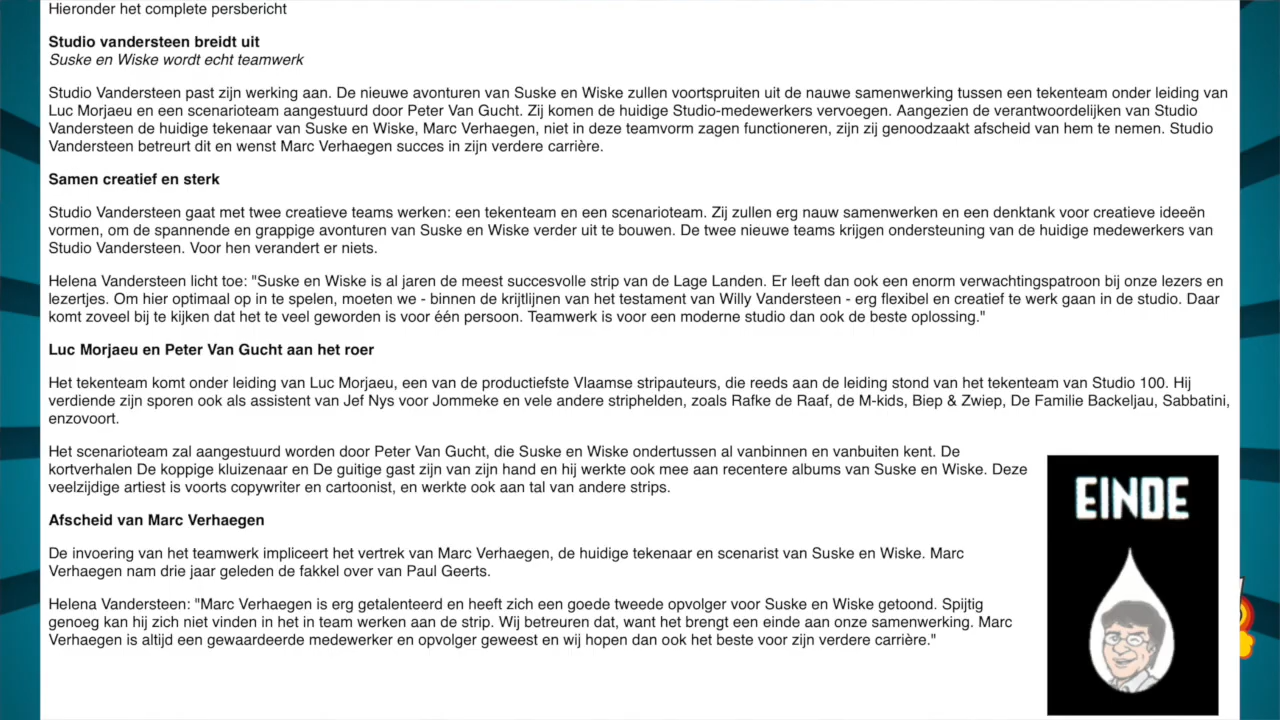 Hieronder het complete persbericht
Studio vandersteen breidt uit
Suske en Wiske wordt echt teamwerk
Studio Vandersteen past zijn werking aan. De nieuwe avonturen van Suske en Wiske zullen voortspruiten uit de nauwe samenwerking tussen een tekenteam onder leiding van
Luc Morjaeu en een scenarioteam aangestuurd door Peter Van Gucht. Zij komen de huidige Studio-medewerkers vervoegen. Aangezien de verantwoordelijken van Studio
Vandersteen de huidige tekenaar van Suske en Wiske, Marc Verhaegen, niet in deze teamvorm zagen functioneren, zijn zij genoodzaakt afscheid van hem te nemen. Studio
Vandersteen betreurt dit en wenst Marc Verhaegen succes in zijn verdere carrière.
Samen creatief en sterk
Studio Vandersteen gaat met twee creatieve teams werken: een tekenteam en een scenarioteam. Zij zullen erg nauw samenwerken en een denktank voor creatieve ideeën
vormen, om de spannende en grappige avonturen van Suske en Wiske verder uit te bouwen. De twee nieuwe teams krijgen ondersteuning van de huidige medewerkers van
Studio Vandersteen. Voor hen verandert er niets.
Helena Vandersteen licht toe: "Suske en Wiske is al jaren de meest succesvolle strip van de Lage Landen. Er leeft dan ook een enorm verwachtingspatroon bij onze lezers en
lezertjes. Om hier optimaal op in te spelen, moeten we - binnen de krijtlijnen van het testament van Willy Vandersteen - erg flexibel en creatief te werk gaan in de studio. Daar
komt zoveel bij te kijken dat het te veel geworden is voor één persoon. Teamwerk is voor een moderne studio dan ook de beste oplossing."
Luc Morjaeu en Peter Van Gucht aan het roer
Het tekenteam komt onder leiding van Luc Morjaeu, een van de productiefste Vlaamse stripauteurs, die reeds aan de leiding stond van het tekenteam van Studio 100. Hij
verdiende zijn sporen ook als assistent van Jef Nys voor Jommeke en vele andere striphelden, zoals Rafke de Raaf, de M-kids, Biep & Zwiep, De Familie Backeljau, Sabbatini,
enzovoort.
Het scenarioteam zal aangestuurd worden door Peter Van Gucht, die Suske en Wiske ondertussen al vanbinnen en vanbuiten kent. De
kortverhalen De koppige kluizenaar en De guitige gast zijn van zijn hand en hij werkte ook mee aan recentere albums van Suske en Wiske. Deze
veelzijdige artiest is voorts copywriter en cartoonist, en werkte ook aan tal van andere strips.
Afscheid van Marc Verhaegen
De invoering van het teamwerk impliceert het vertrek van Marc Verhaegen, de huidige tekenaar en scenarist van Suske en Wiske. Marc
Verhaegen nam drie jaar geleden de fakkel over van Paul Geerts.
Helena Vandersteen: "Marc Verhaegen is erg getalenteerd en heeft zich een goede tweede opvolger voor Suske en Wiske getoond. Spijtig
genoeg kan hij zich niet vinden in het in team werken aan de strip. Wij betreuren dat, want het brengt een einde aan onze samenwerking. Marc
Verhaegen is altijd een gewaardeerde medewerker en opvolger geweest en wij hopen dan ook het beste voor zijn verdere carrière."
EINDE